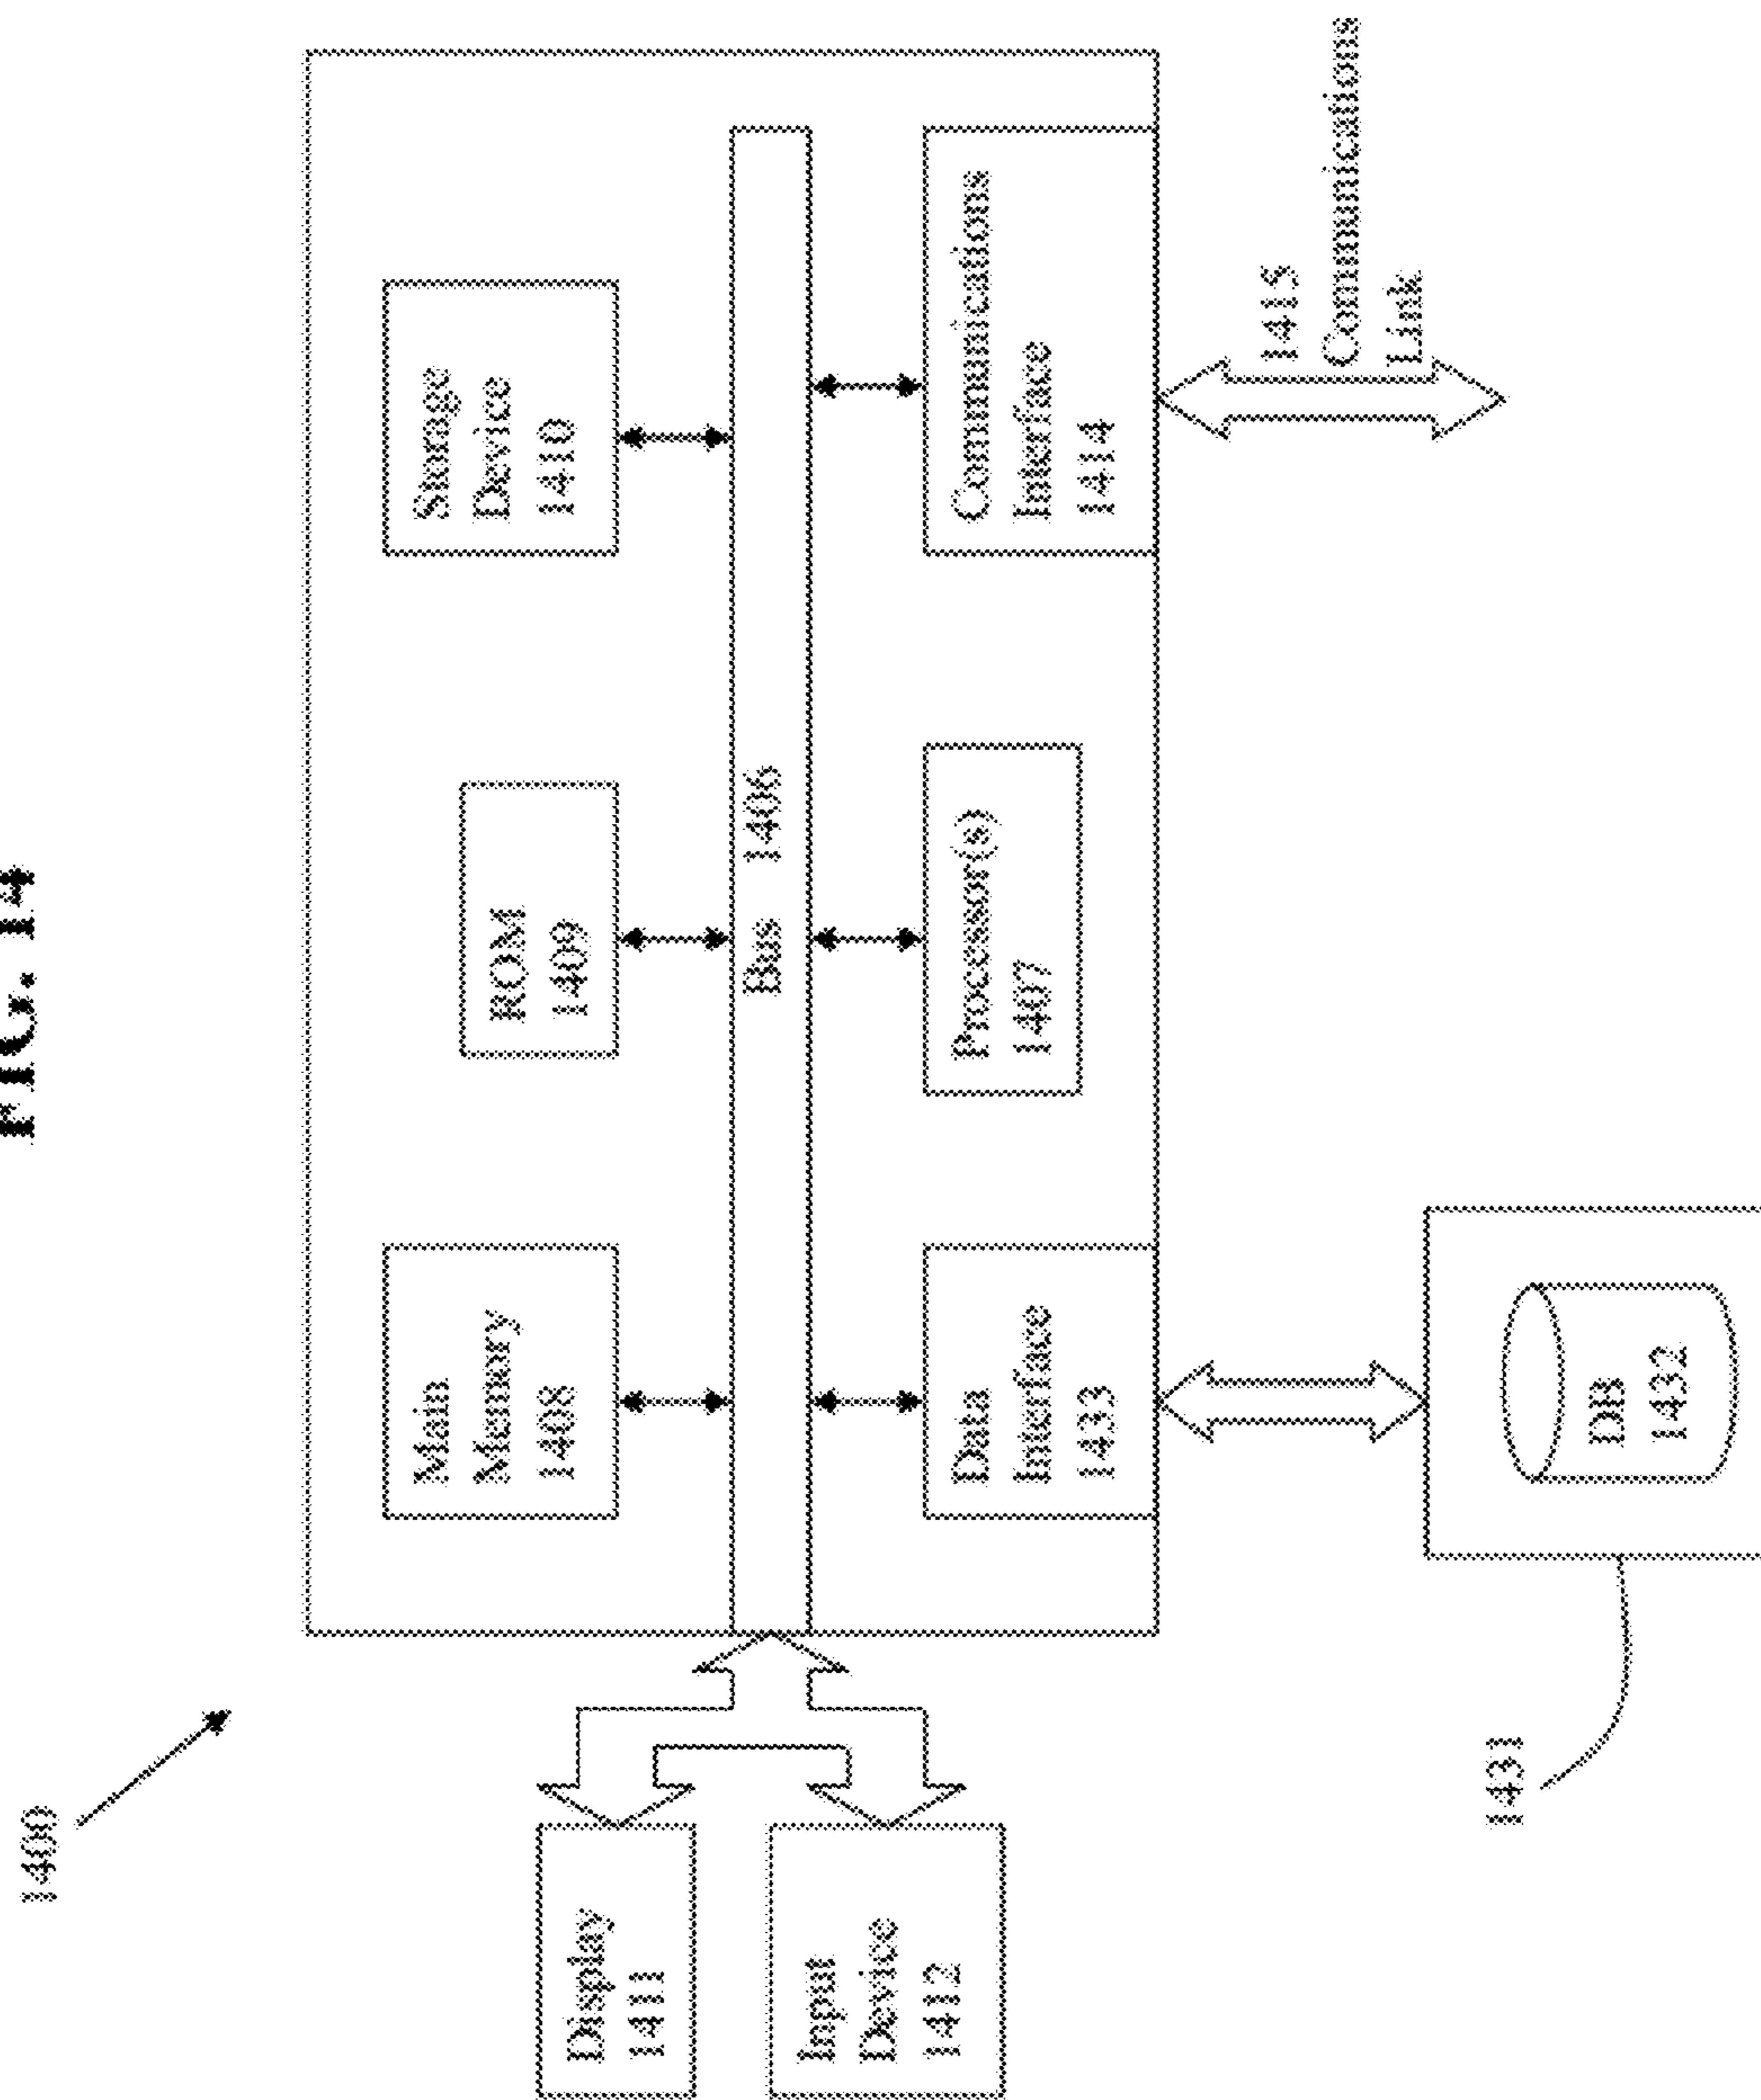 FIG. 14
1400
Main
Memory
1408
ROM
1409
Storage
Device
1410
Display
1411
Bus 1406
Input
Device
1412
Data
Interface
1433
Processor(s)
1407
Communications
Interface
1414
1415
Communications
Link
1431
DB
1432